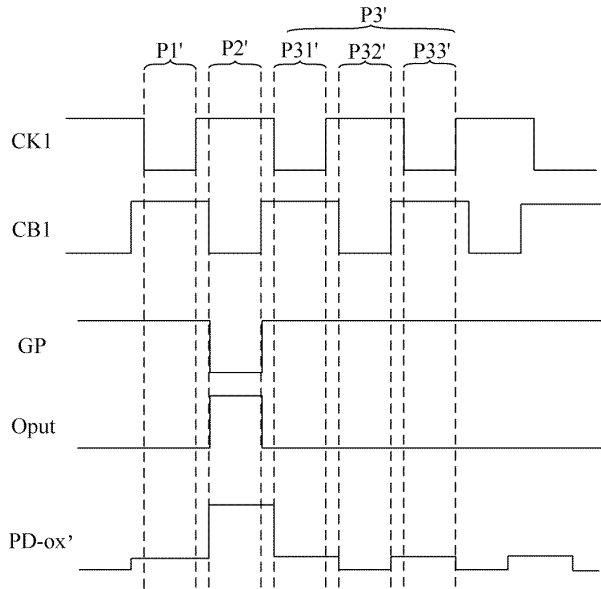 P3'
P1' P2' P31' P32' P33'
CK1
CB1
GP
Oput
PD-ox’